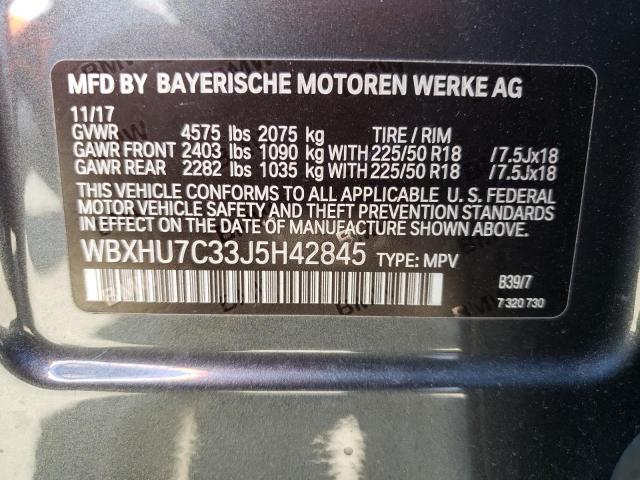 MFD BY BAYERISCHE MOTOREN WERKE AG
11/17
GVWR 4575 lbs 2075 kg TIRE / RIM
GAWR FRONT 2403 lbs 1090 kg WITH 225/50 R18 /7.5Jx18
GAWR REAR 2282 lbs 1035 kg WITH 225/50 R18 /7.5Jx18
THIS VEHICLE CONFORMS TO ALL APPLICABLE U. S. FEDERAL
MOTOR VEHICLE SAFETY AND THEFT PREVENTION STANDARDS
IN EFFECT ON THE DATE OF MANUFACTURE SHOWN ABOVE.
WBXHU7C33J5H42845 TYPE: MPV
B39/7
7 320 730